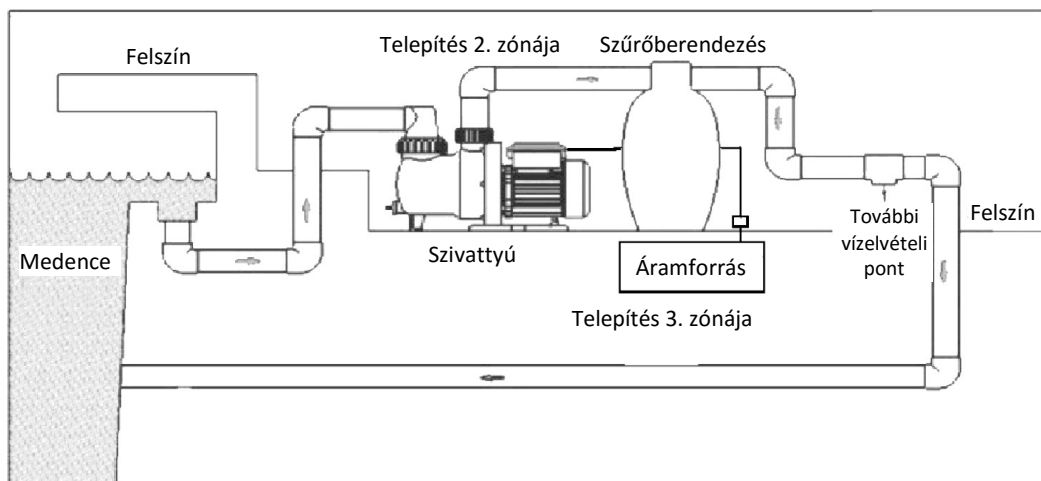 Telepítés 2. zónája
Szűrőberendezés
Felszín
Medence
Szivattyú
Áramforrás
További
vízelvételi
pont
Felszín
Telepítés 3. zónája